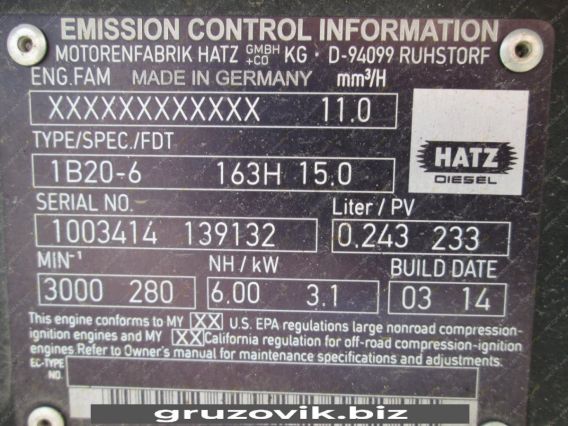 EMISSION CONTROL INFORMATION
MOTORENFABRIK HATZ GMBH +CO KG · D-94099 RUHSTORF
ENG.FAM MADE IN GERMANY mm³/H
XXXXXXXXXXXX 11.0
TYPE/SPEC./FDT
1B20-6 163H 15.0
HATZ
DIESEL
SERIAL NO. Liter / PV
1003414 139132 0.243 233
MIN⁻¹ NH / kW BUILD DATE
3000 280 6.00 3.1 03 14
This engine conforms to MY XX U.S. EPA regulations large nonroad compression-
ignition engines and MY XX California regulation for off-road compression-ignition
engines.Refer to Owner's manual for maintenance specifications and adjustments.
EC-TYPE
NO.
gruzovik.biz